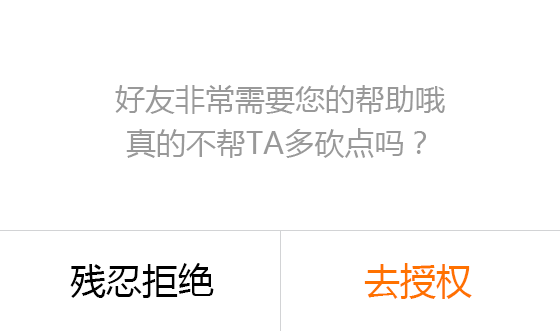 好友非常需要您的帮助哦
真的不帮TA多砍点吗？
残忍拒绝
去授权